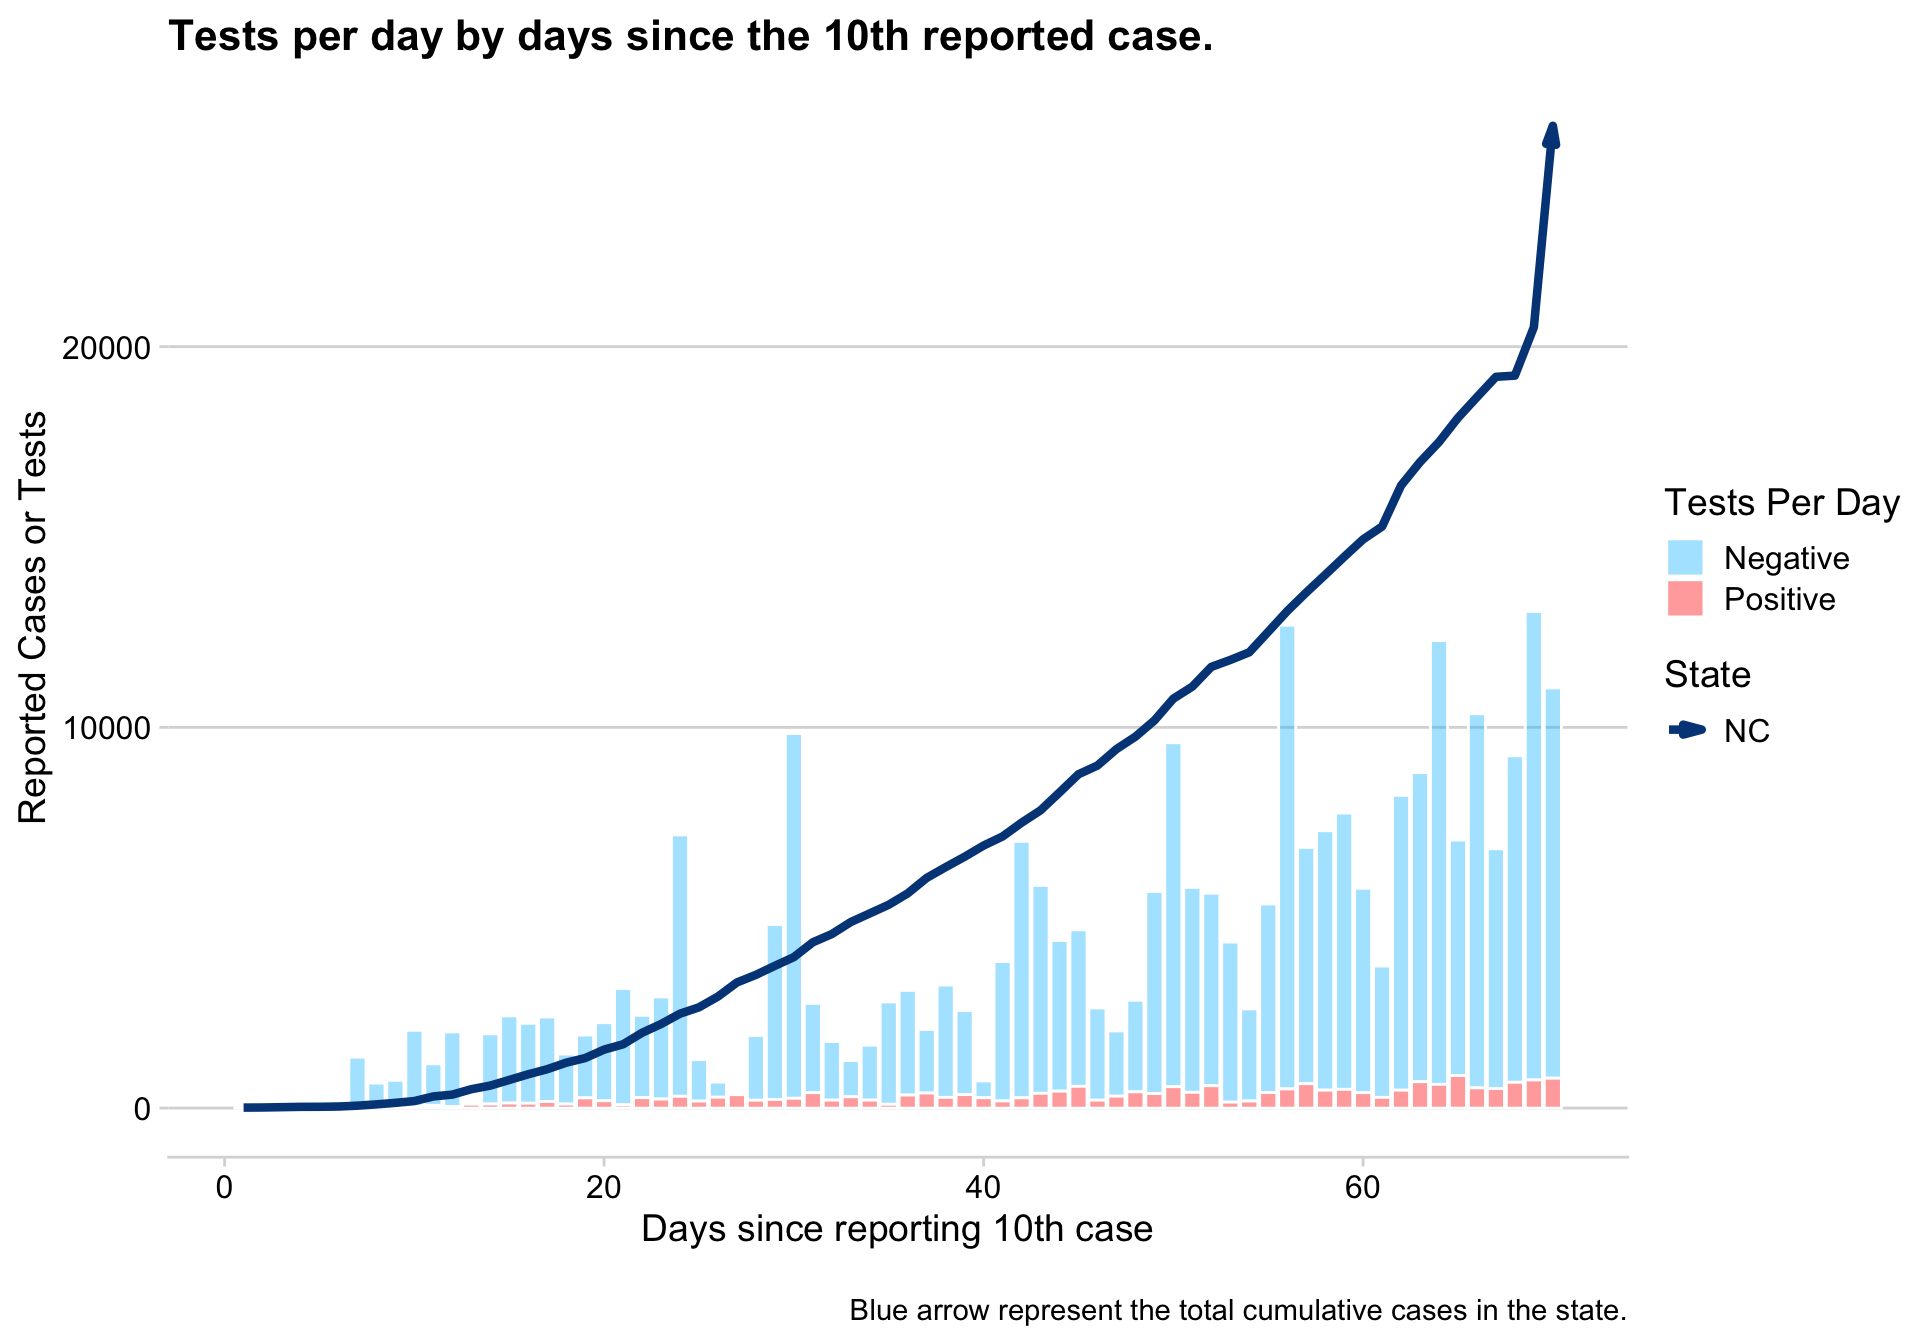 Tests per day by days since the 10th reported case.
20000
10000
0
Reported Cases or Tests
0
20
40
60
Days since reporting 10th case
Tests Per Day
Negative
Positive
State
NC
Blue arrow represent the total cumulative cases in the state.